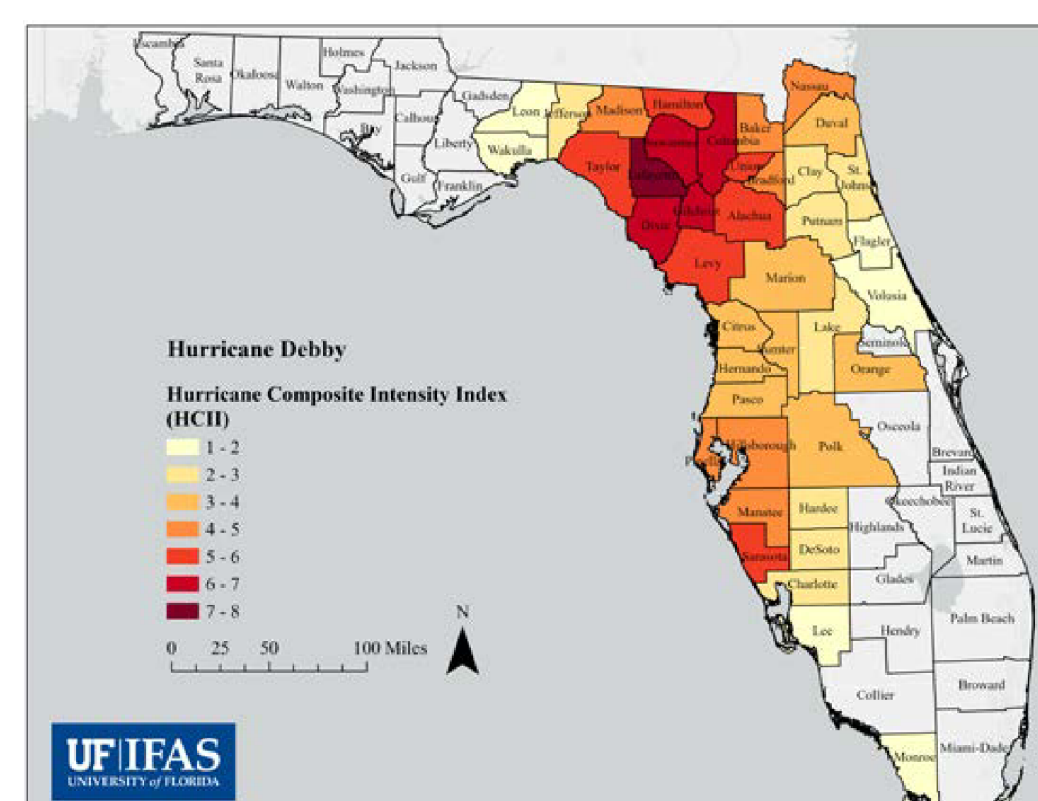 Escambia
Santa
Rosa
Okaloosa
Walton
Holmes
Washington
Jackson
Bay
Calhoun
Gulf
Liberty
Gadsden
Franklin
Leon
Wakulla
Jefferson
Madison
Taylor
Hamilton
Suwannee
Lafayette
Dixie
Columbia
Gilchrist
Baker
Union
Bradford
Alachua
Levy
Nassau
Duval
Clay
St.
Johns
Putnam
Flagler
Marion
Volusia
Citrus
Sumter
Lake
Seminole
Hernando
Orange
Pasco
Osceola
Hillsborough
Polk
Brevard
Indian
River
Manatee
Hardee
Highlands
Okeechobee
St.
Lucie
Sarasota
DeSoto
Martin
Charlotte
Glades
Lee
Hendry
Palm Beach
Collier
Broward
Monroe
Miami-Dade
Hurricane Debby
Hurricane Composite Intensity Index
(HCII)
1 - 2
2 - 3
3 - 4
4 - 5
5 - 6
6 - 7
7 - 8
N
0 25 50 100 Miles
UF|IFAS
UNIVERSITY of FLORIDA